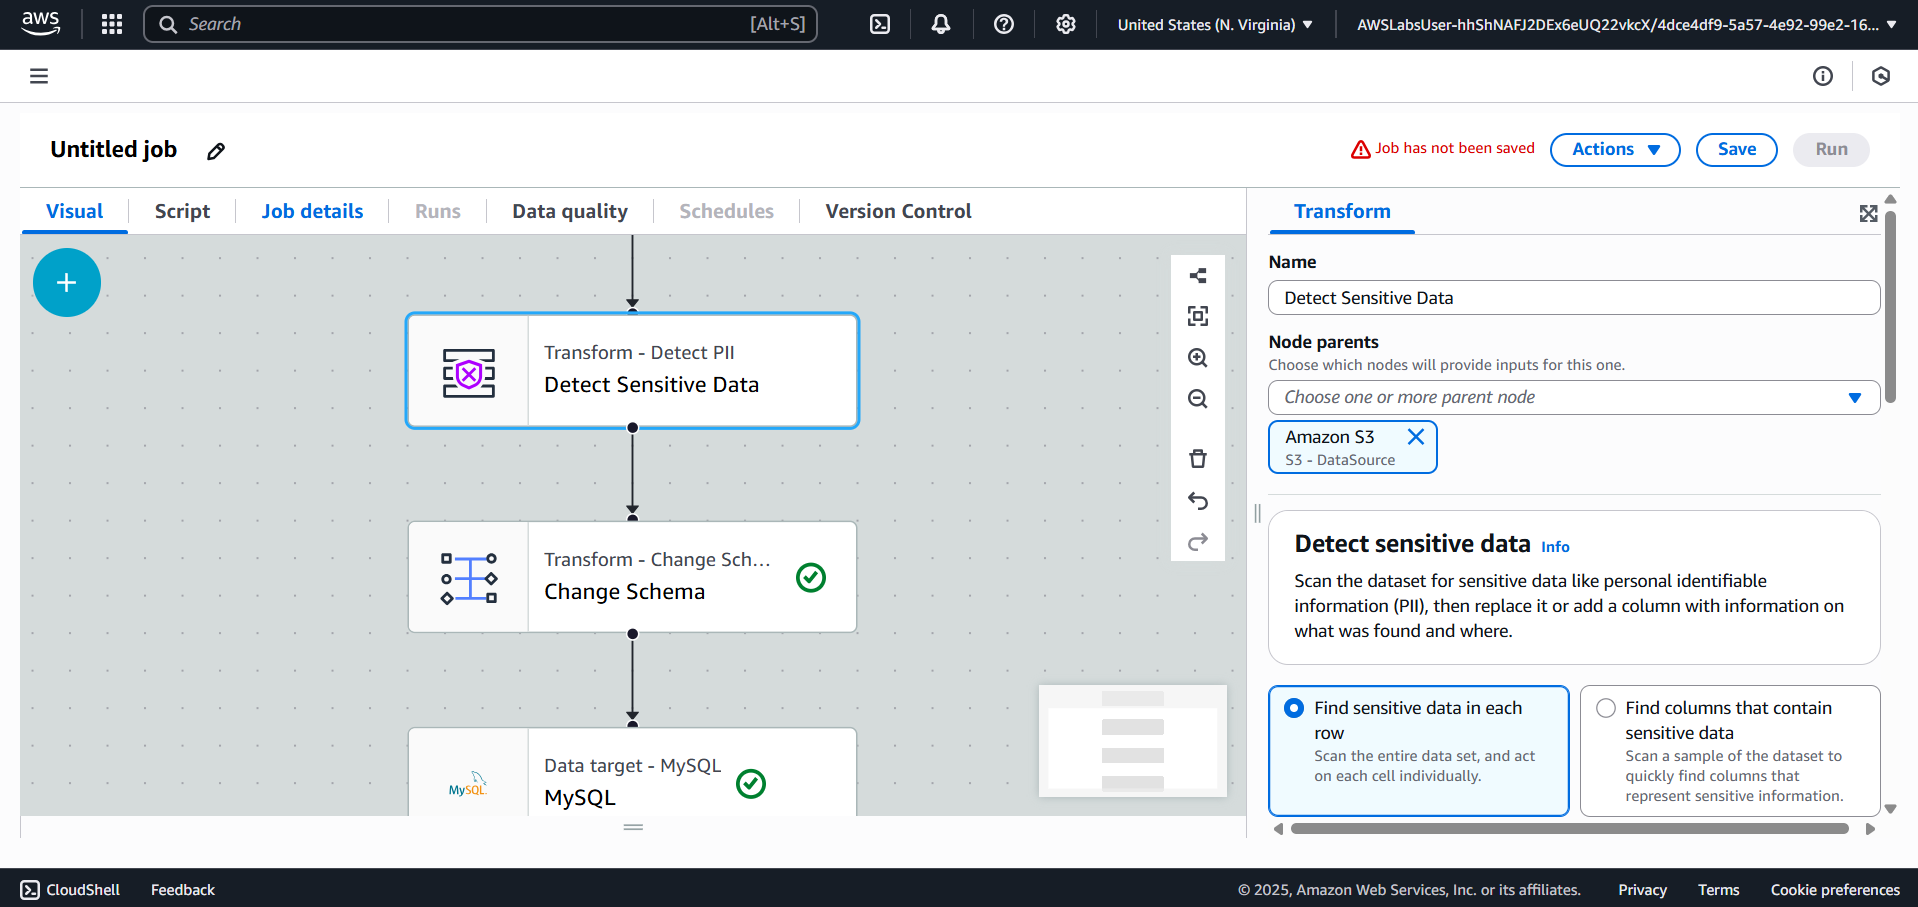 aws
Search
[Alt+S]
United States (N. Virginia)
AWSLabsUser-hhShNAFJ2DEx6eUQ22vkcX/4dce4df9-5a57-4e92-99e2-16...
Untitled job
Job has not been saved
Actions
Save
Run
Visual
Script
Job details
Runs
Data quality
Schedules
Version Control
Transform - Detect PII
Detect Sensitive Data
Transform - Change Sch...
Change Schema
MySQL
Data target - MySQL
MySQL
Transform
Name
Detect Sensitive Data
Node parents
Choose which nodes will provide inputs for this one.
Choose one or more parent node
Amazon S3
S3 - DataSource
Detect sensitive data Info
Scan the dataset for sensitive data like personal identifiable
information (PII), then replace it or add a column with information on
what was found and where.
Find sensitive data in each
row
Scan the entire data set, and act
on each cell individually.
Find columns that contain
sensitive data
Scan a sample of the dataset to
quickly find columns that
represent sensitive information.
CloudShell
Feedback
© 2025, Amazon Web Services, Inc. or its affiliates.
Privacy
Terms
Cookie preferences